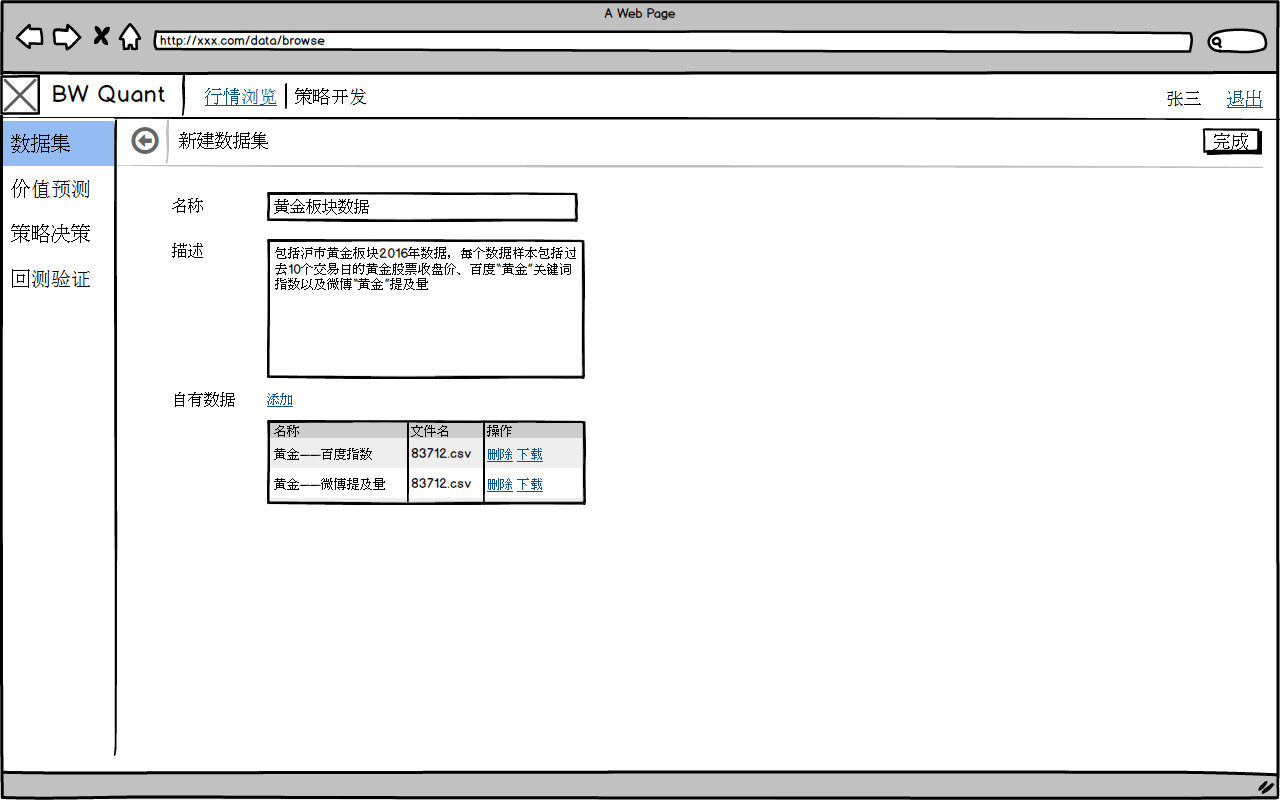 A Web Page
http://xxx.com/data/browse
BW Quant 行情浏览 策略开发 张三 退出
数据集
价值预测
策略决策
回测验证
新建数据集 完成
名称 黄金板块数据
描述 包括沪市黄金板块2016年数据，每个数据样本包括过
去10个交易日的黄金股票收盘价、百度"黄金"关键词
指数以及微博"黄金"提及量
自有数据 添加
名称 文件名 操作
黄金——百度指数 83712.csv 删除 下载
黄金——微博提及量 83712.csv 删除 下载